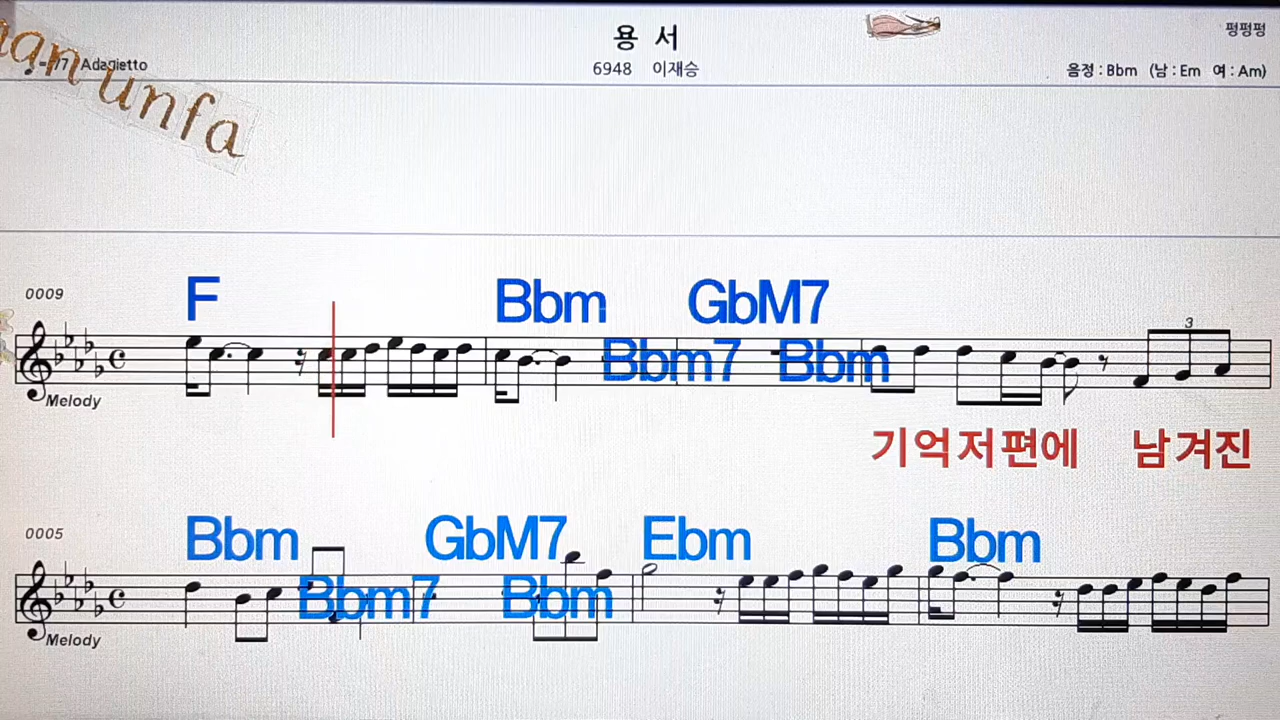 용 서
6948 이재승
평평평
Adagietto
음정 : Bbm (남 : Em 여 : Am)
unfa
0009
F Bbm GbM7
Bbm7 Bbm
3
Melody
기억저편에 남겨진
0005
Bbm GbM7 Ebm Bbm
Bbm7 Bbm
Melody